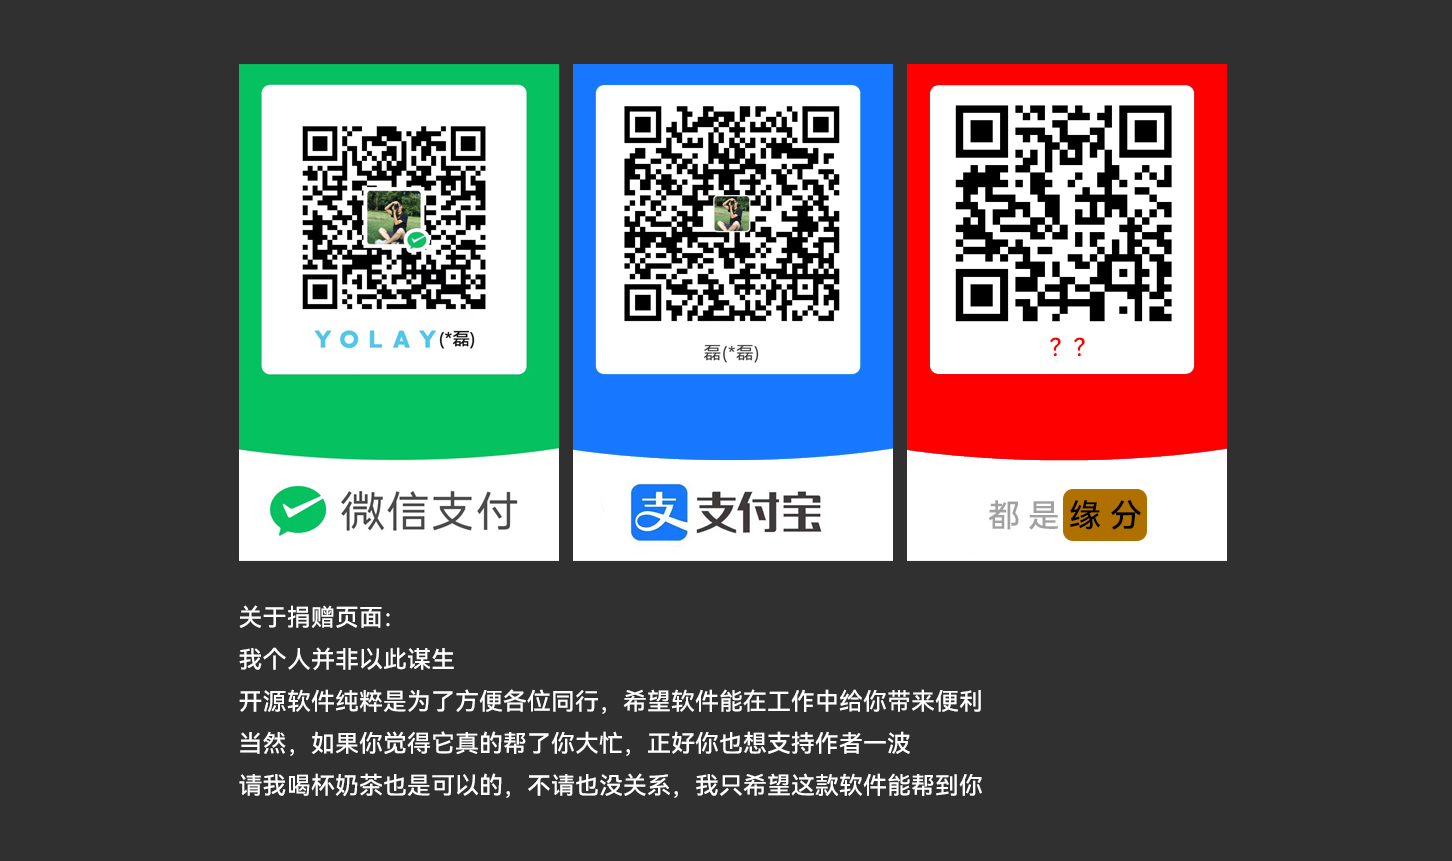 YOLAY(*磊)
磊(*磊)
？？
微信支付
支 支付宝
都是缘分
关于捐赠页面：
我个人并非以此谋生
开源软件纯粹是为了方便各位同行，希望软件能在工作中给你带来便利
当然，如果你觉得它真的帮了你大忙，正好你也想支持作者一波
请我喝杯奶茶也是可以的，不请也没关系，我只希望这款软件能帮到你